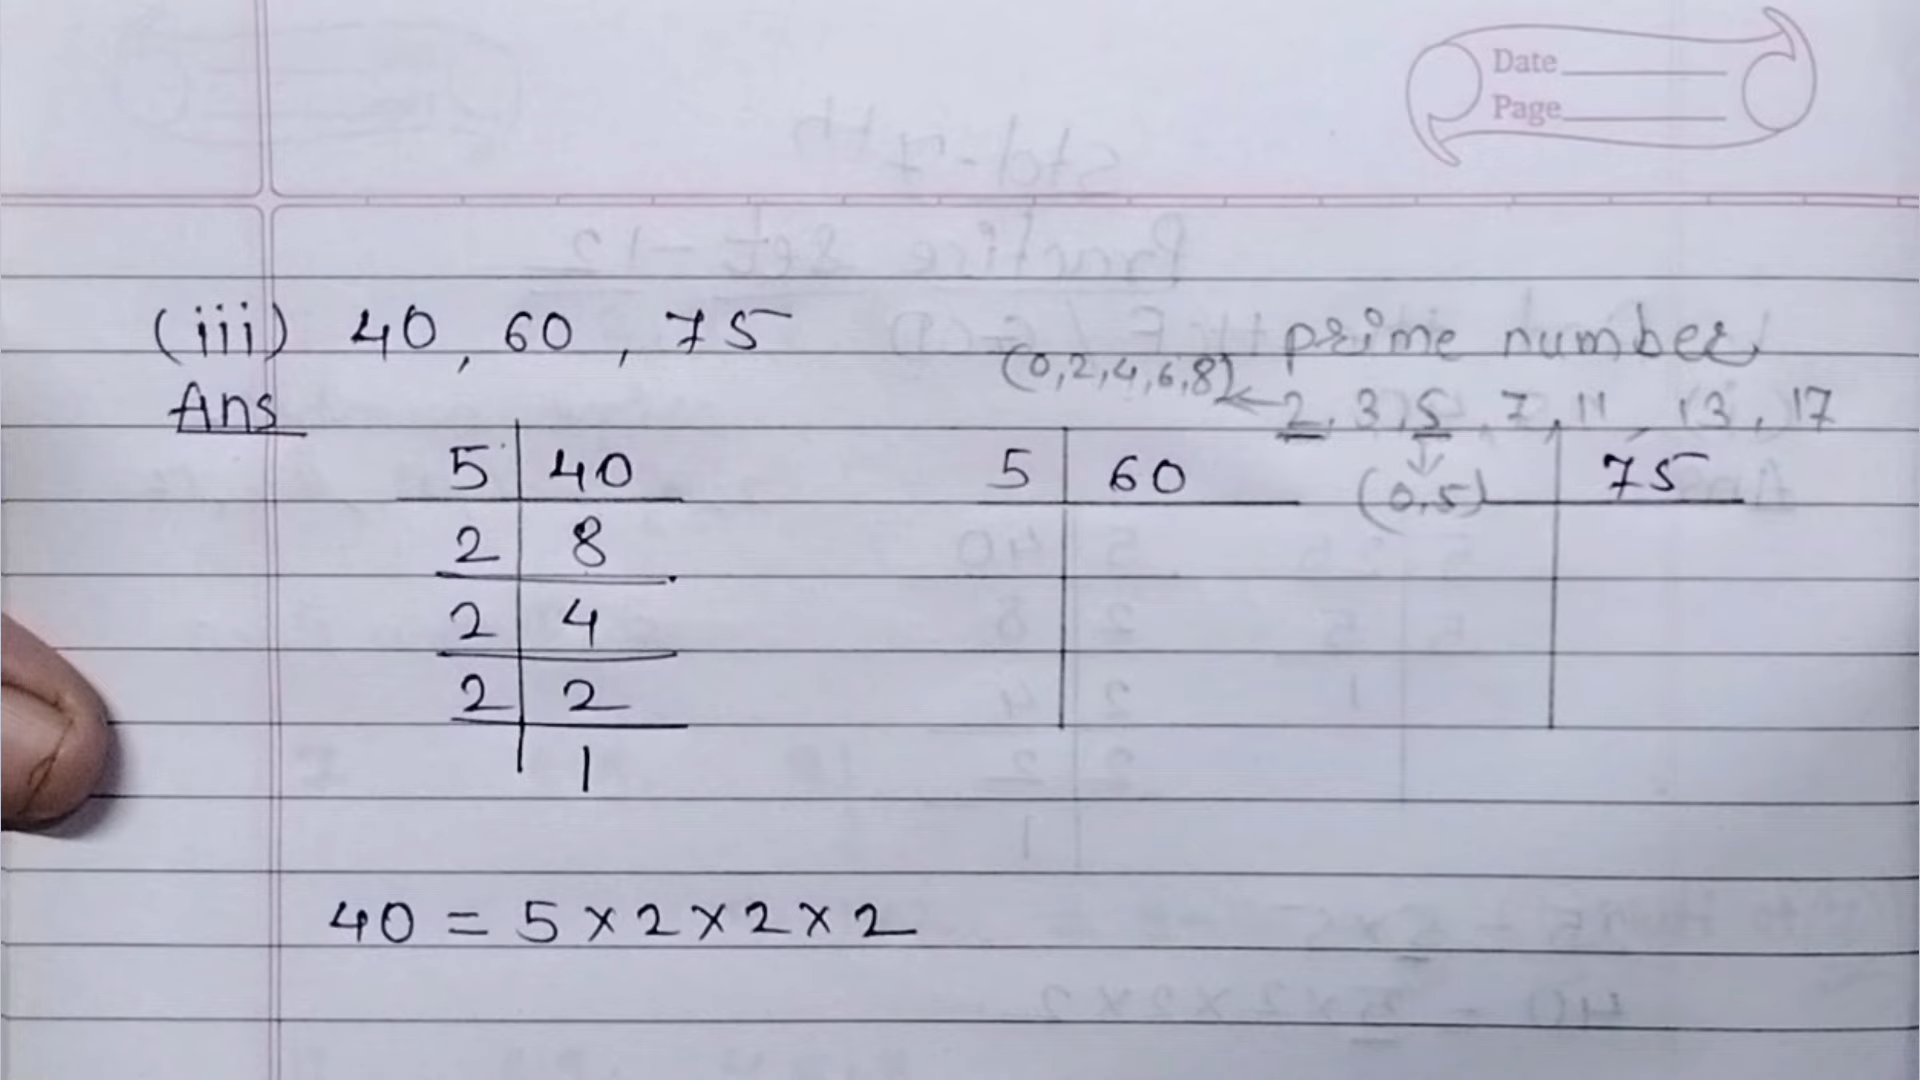 Date
Page
(iii) 40, 60, 75
prime number
(0,2,4,6,8) ← 2, 3, 5, 7, 11, 13, 17
Ans
5 | 40
5 | 60
(0,5)
75
2 | 8
2 | 4
2 | 2
1
40 = 5 × 2 × 2 × 2